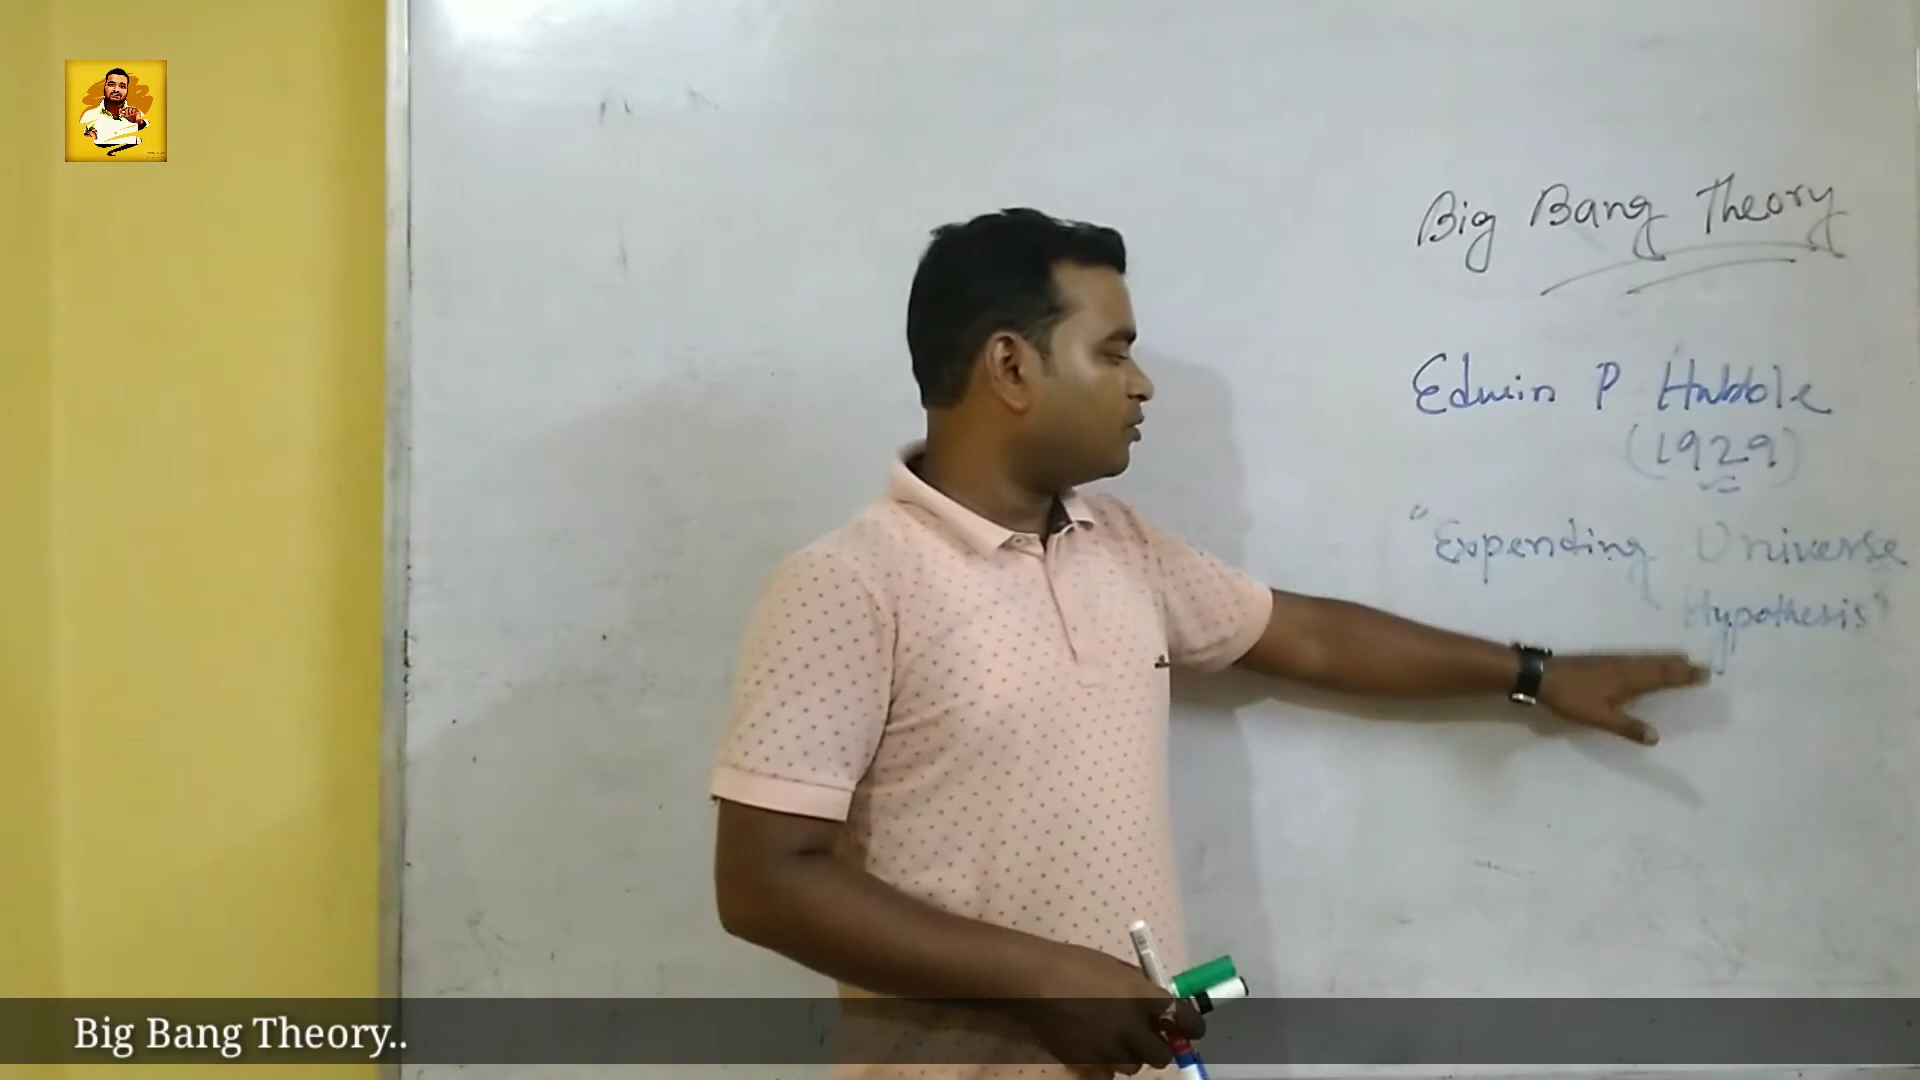 Big Bang Theory
Edwin P Hubble
(1929)
"Expending Universe
Hypothesis"
Big Bang Theory..